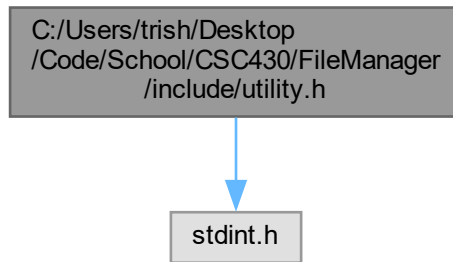 C:/Users/trish/Desktop
/Code/School/CSC430/FileManager
/include/utility.h
stdint.h